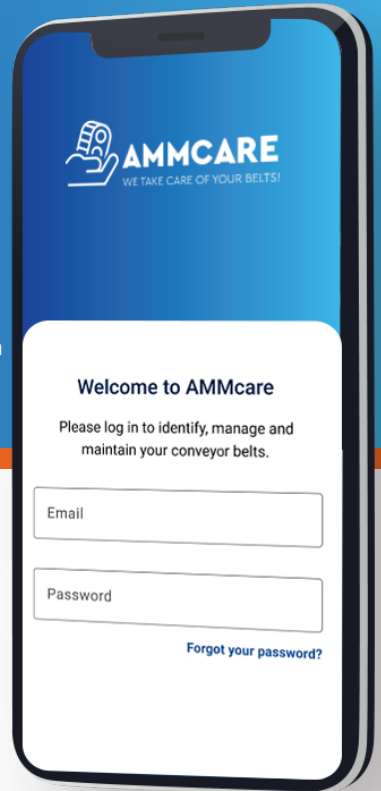 AMMCARE
WE TAKE CARE OF YOUR BELTS!
Welcome to AMMcare
Please log in to identify, manage and
maintain your conveyor belts.
Email
Password
Forgot your password?